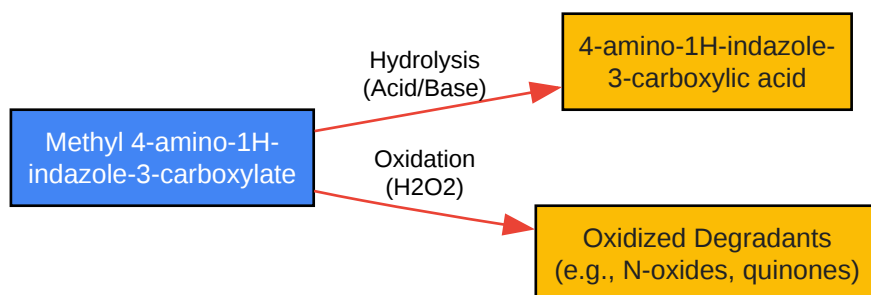 Methyl 4-amino-1H-
indazole-3-carboxylate
Hydrolysis
(Acid/Base)
4-amino-1H-indazole-
3-carboxylic acid
Oxidation
(H2O2)
Oxidized Degradants
(e.g., N-oxides, quinones)